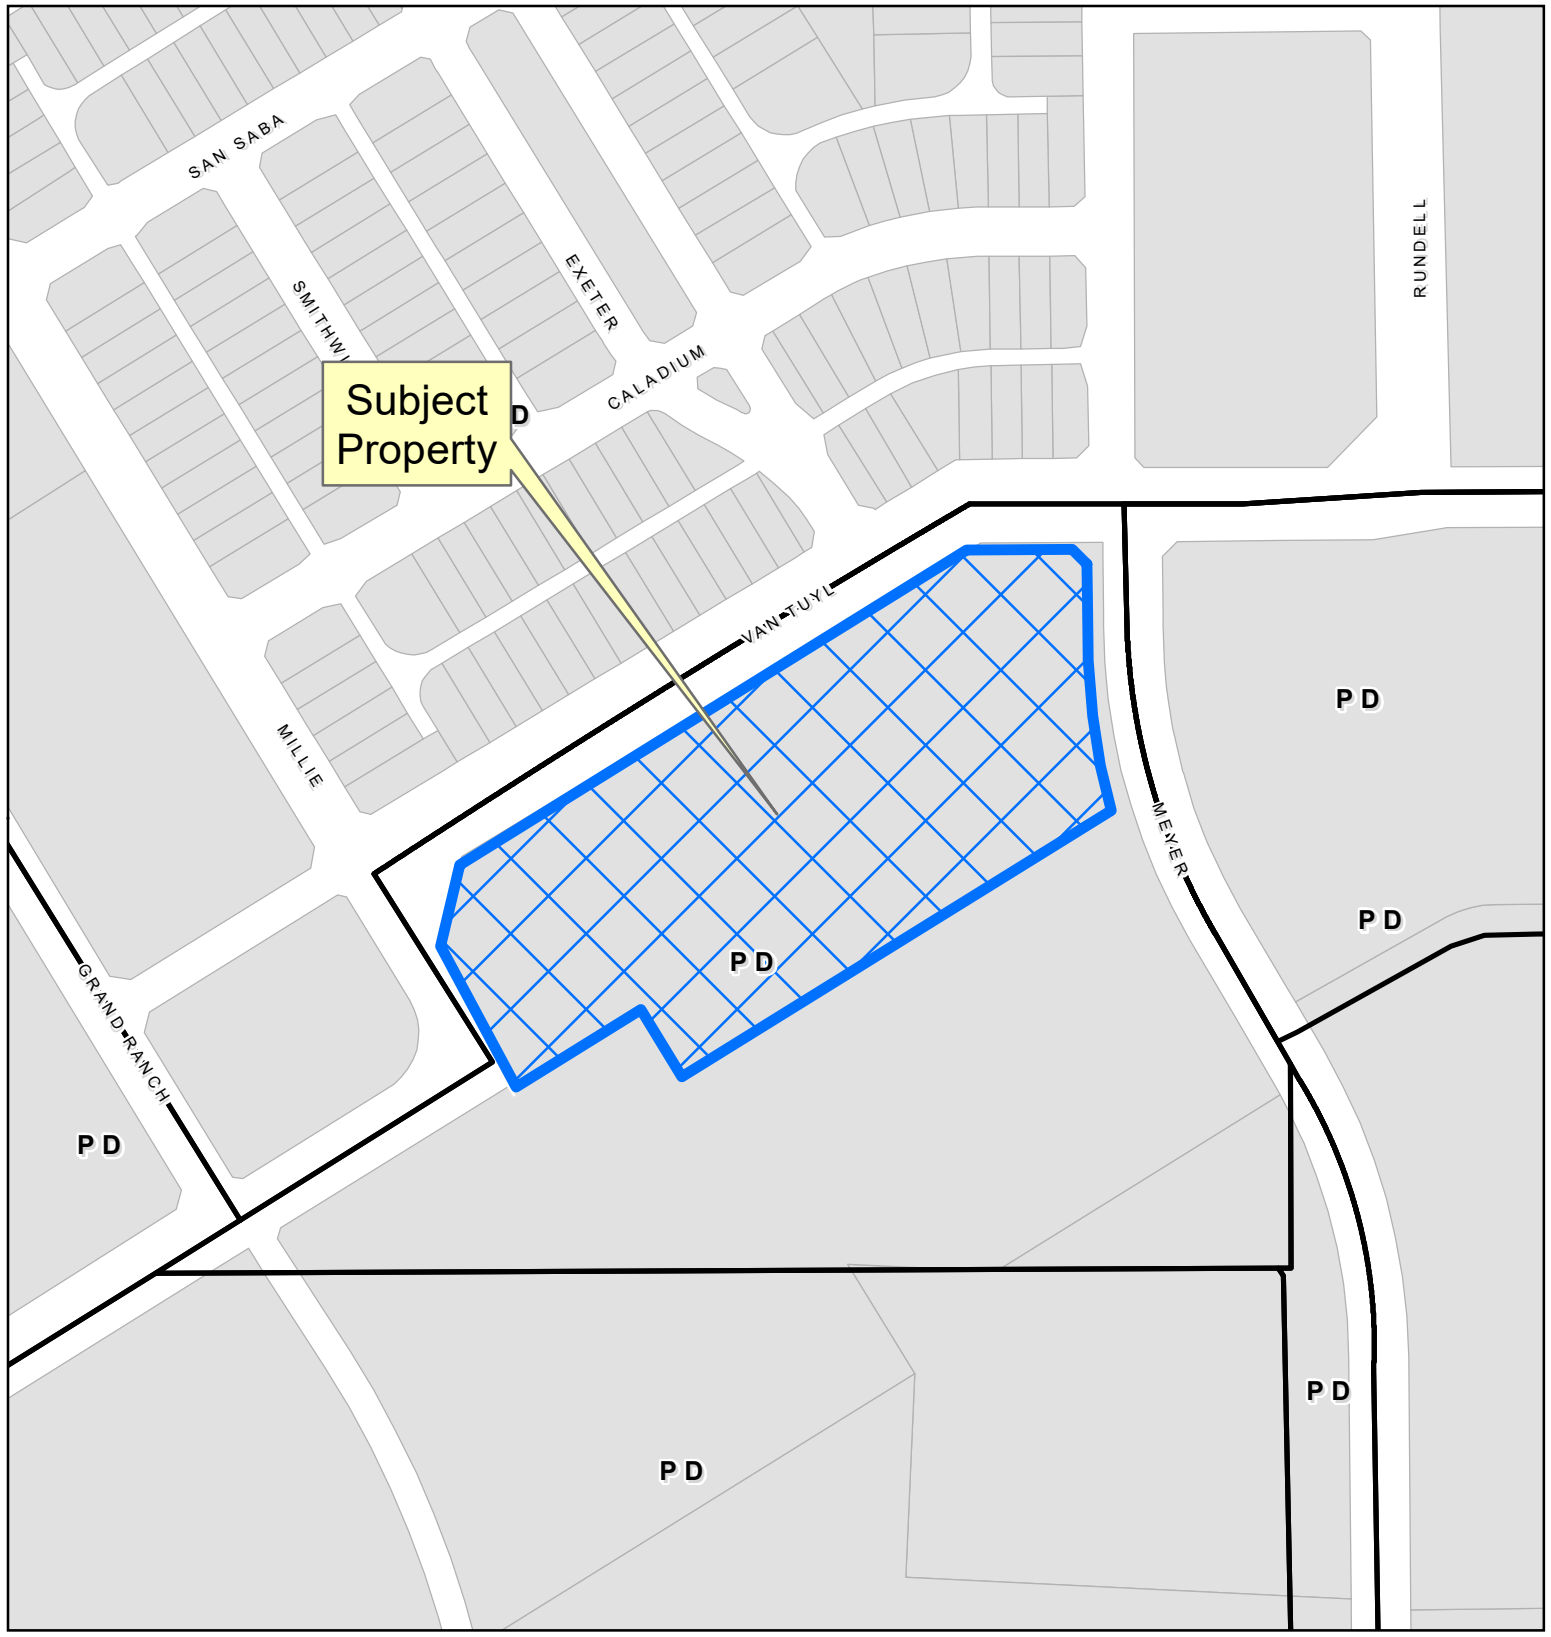 SAN SABA
RUNDELL
EXETER
SMITHWI
CALADIUM
Subject
Property
D
VAN TUYL
PD
MILLIE
MEYER
PD
PD
GRAND RANCH
PD
PD
PD